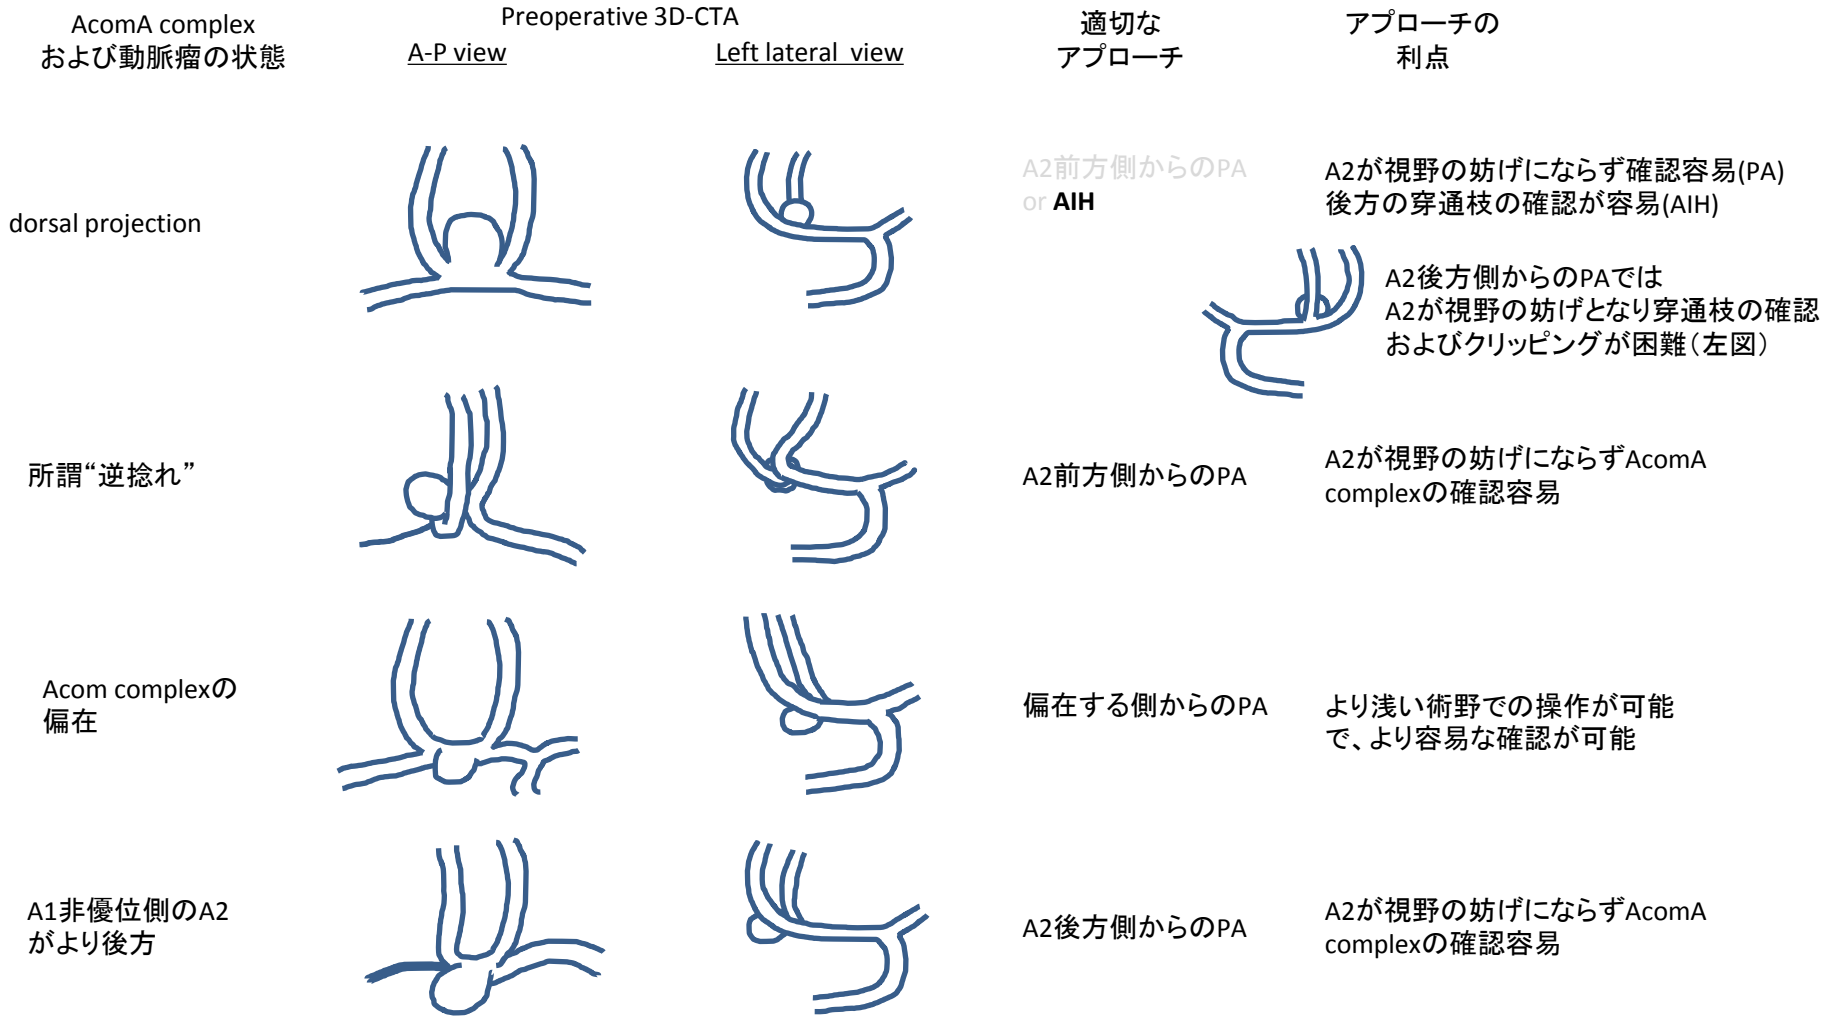 AcomA complex
および動脈瘤の状態
Preoperative 3D-CTA
A-P view
Left lateral view
適切な
アプローチ
アプローチの
利点
dorsal projection
A2前方側からのPA
or AIH
A2が視野の妨げにならず確認容易(PA)
後方の穿通枝の確認が容易(AIH)
A2後方側からのPAでは
A2が視野の妨げとなり穿通枝の確認
およびクリッピングが困難（左図）
所謂“逆捻れ”
A2前方側からのPA
A2が視野の妨げにならずAcomA
complexの確認容易
Acom complexの
偏在
偏在する側からのPA
より浅い術野での操作が可能
で、より容易な確認が可能
A1非優位側のA2
がより後方
A2後方側からのPA
A2が視野の妨げにならずAcomA
complexの確認容易